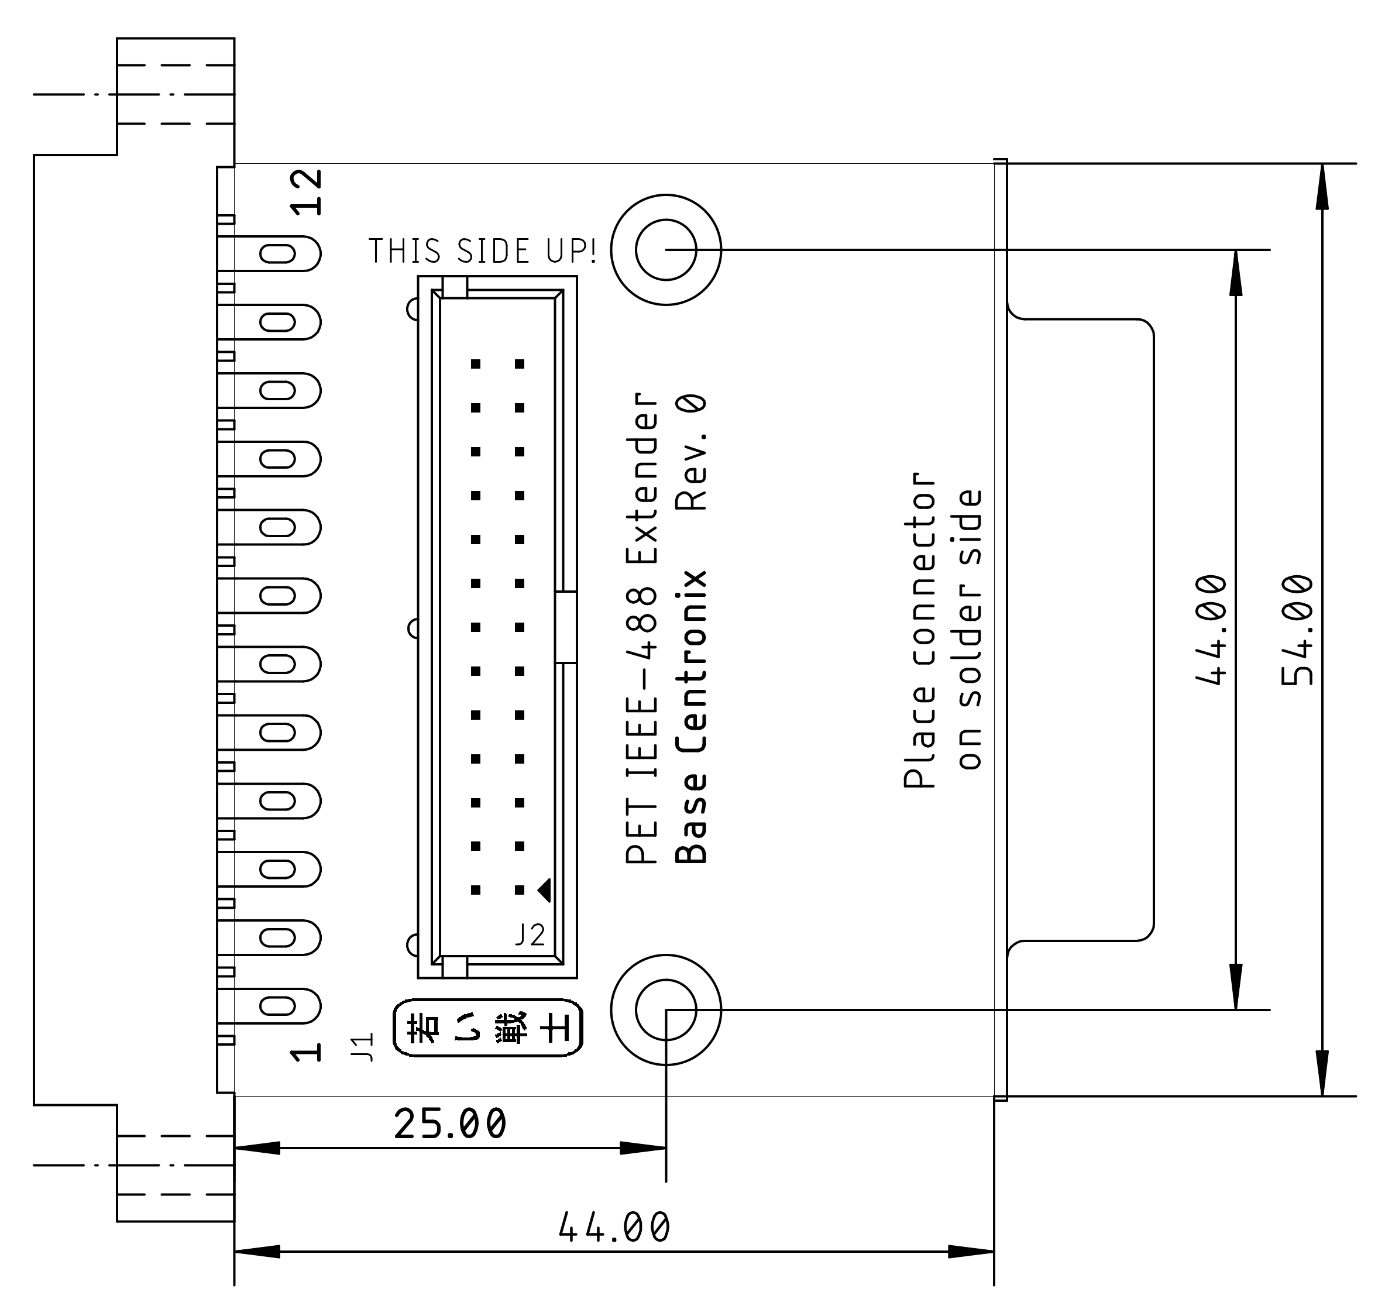 12
THIS SIDE UP!
PET IEEE-488 Extender
Base Centronix Rev. 0
Place connector
on solder side
44.00
54.00
J2
1
J1
若い戦士
25.00
44.00